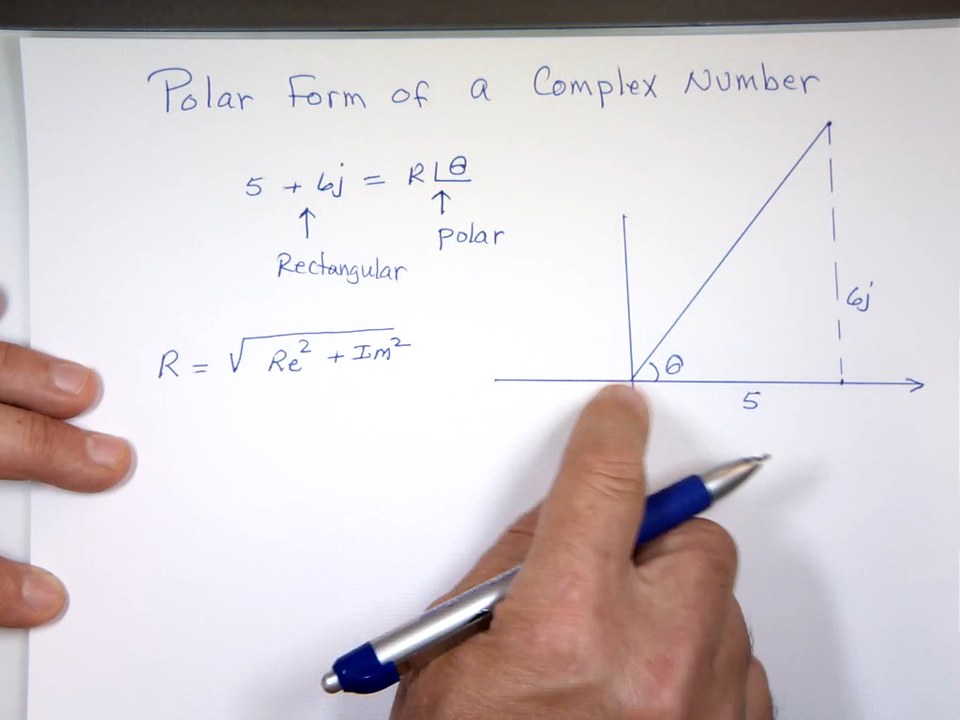 Polar Form of a Complex Number
5 + 6j = R∠θ
↑ ↑
Rectangular polar
R = √(Re² + Im²)
6j
θ
5